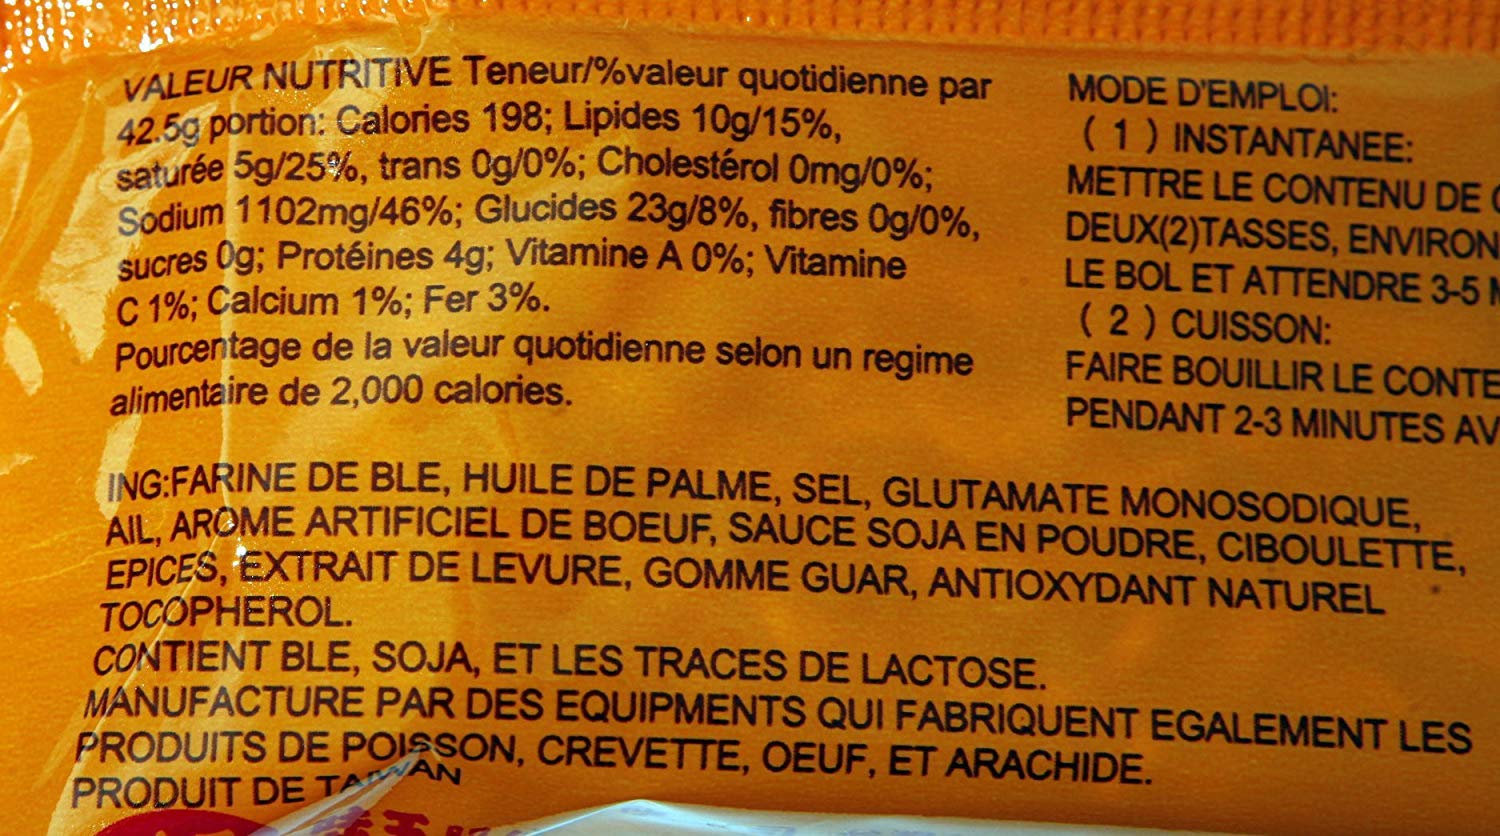 VALEUR NUTRITIVE Teneur/%valeur quotidienne par
42.5g portion: Calories 198; Lipides 10g/15%,
saturée 5g/25%, trans 0g/0%; Cholestérol 0mg/0%;
Sodium 1102mg/46%; Glucides 23g/8%, fibres 0g/0%,
sucres 0g; Protéines 4g; Vitamine A 0%; Vitamine
C 1%; Calcium 1%; Fer 3%.
Pourcentage de la valeur quotidienne selon un regime
alimentaire de 2,000 calories.
ING:FARINE DE BLE, HUILE DE PALME, SEL, GLUTAMATE MONOSODIQUE,
AIL, AROME ARTIFICIEL DE BOEUF, SAUCE SOJA EN POUDRE, CIBOULETTE,
EPICES, EXTRAIT DE LEVURE, GOMME GUAR, ANTIOXYDANT NATUREL
TOCOPHEROL.
CONTIENT BLE, SOJA, ET LES TRACES DE LACTOSE.
MANUFACTURE PAR DES EQUIPMENTS QUI FABRIQUENT EGALEMENT LES
PRODUITS DE POISSON, CREVETTE, OEUF, ET ARACHIDE.
PRODUIT DE TAIWAN
MODE D'EMPLOI:
( 1 ) INSTANTANEE:
METTRE LE CONTENU DE
DEUX(2)TASSES, ENVIRON
LE BOL ET ATTENDRE 3-5
( 2 ) CUISSON:
FAIRE BOUILLIR LE CONTE
PENDANT 2-3 MINUTES AV